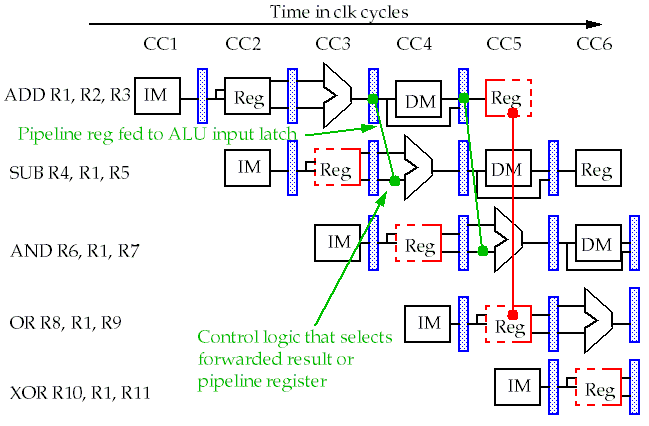 Time in clk cycles
CC1 CC2 CC3 CC4 CC5 CC6
ADD R1, R2, R3 IM Reg DM Reg
Pipeline reg fed to ALU input latch
SUB R4, R1, R5 IM Reg DM Reg
AND R6, R1, R7 IM Reg DM
OR R8, R1, R9 IM Reg
Control logic that selects
forwarded result or
pipeline register
XOR R10, R1, R11 IM Reg